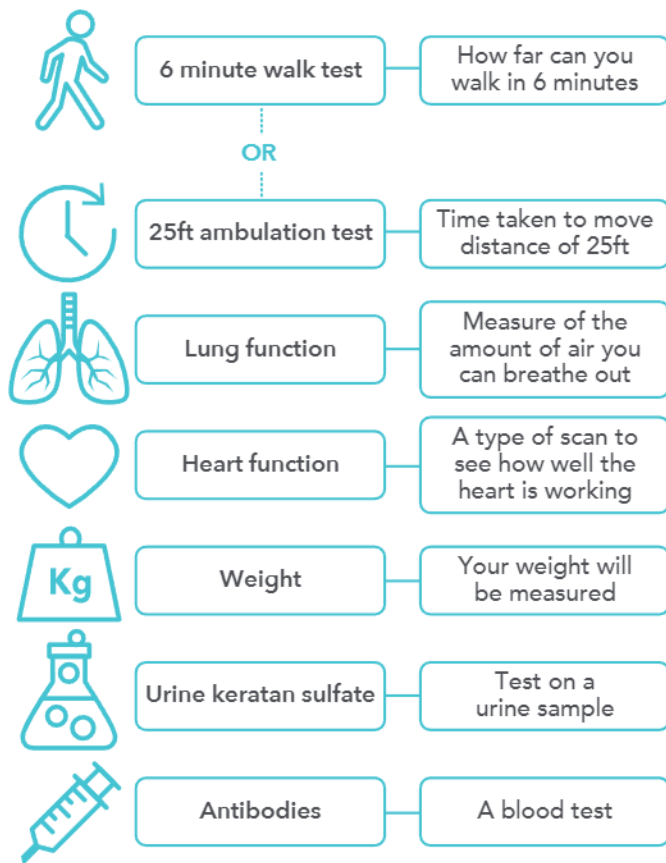 6 minute walk test
How far can you
walk in 6 minutes
OR
25ft ambulation test
Time taken to move
distance of 25ft
Lung function
Measure of the
amount of air you
can breathe out
Heart function
A type of scan to
see how well the
heart is working
Kg
Weight
Your weight will
be measured
Urine keratan sulfate
Test on a
urine sample
Antibodies
A blood test